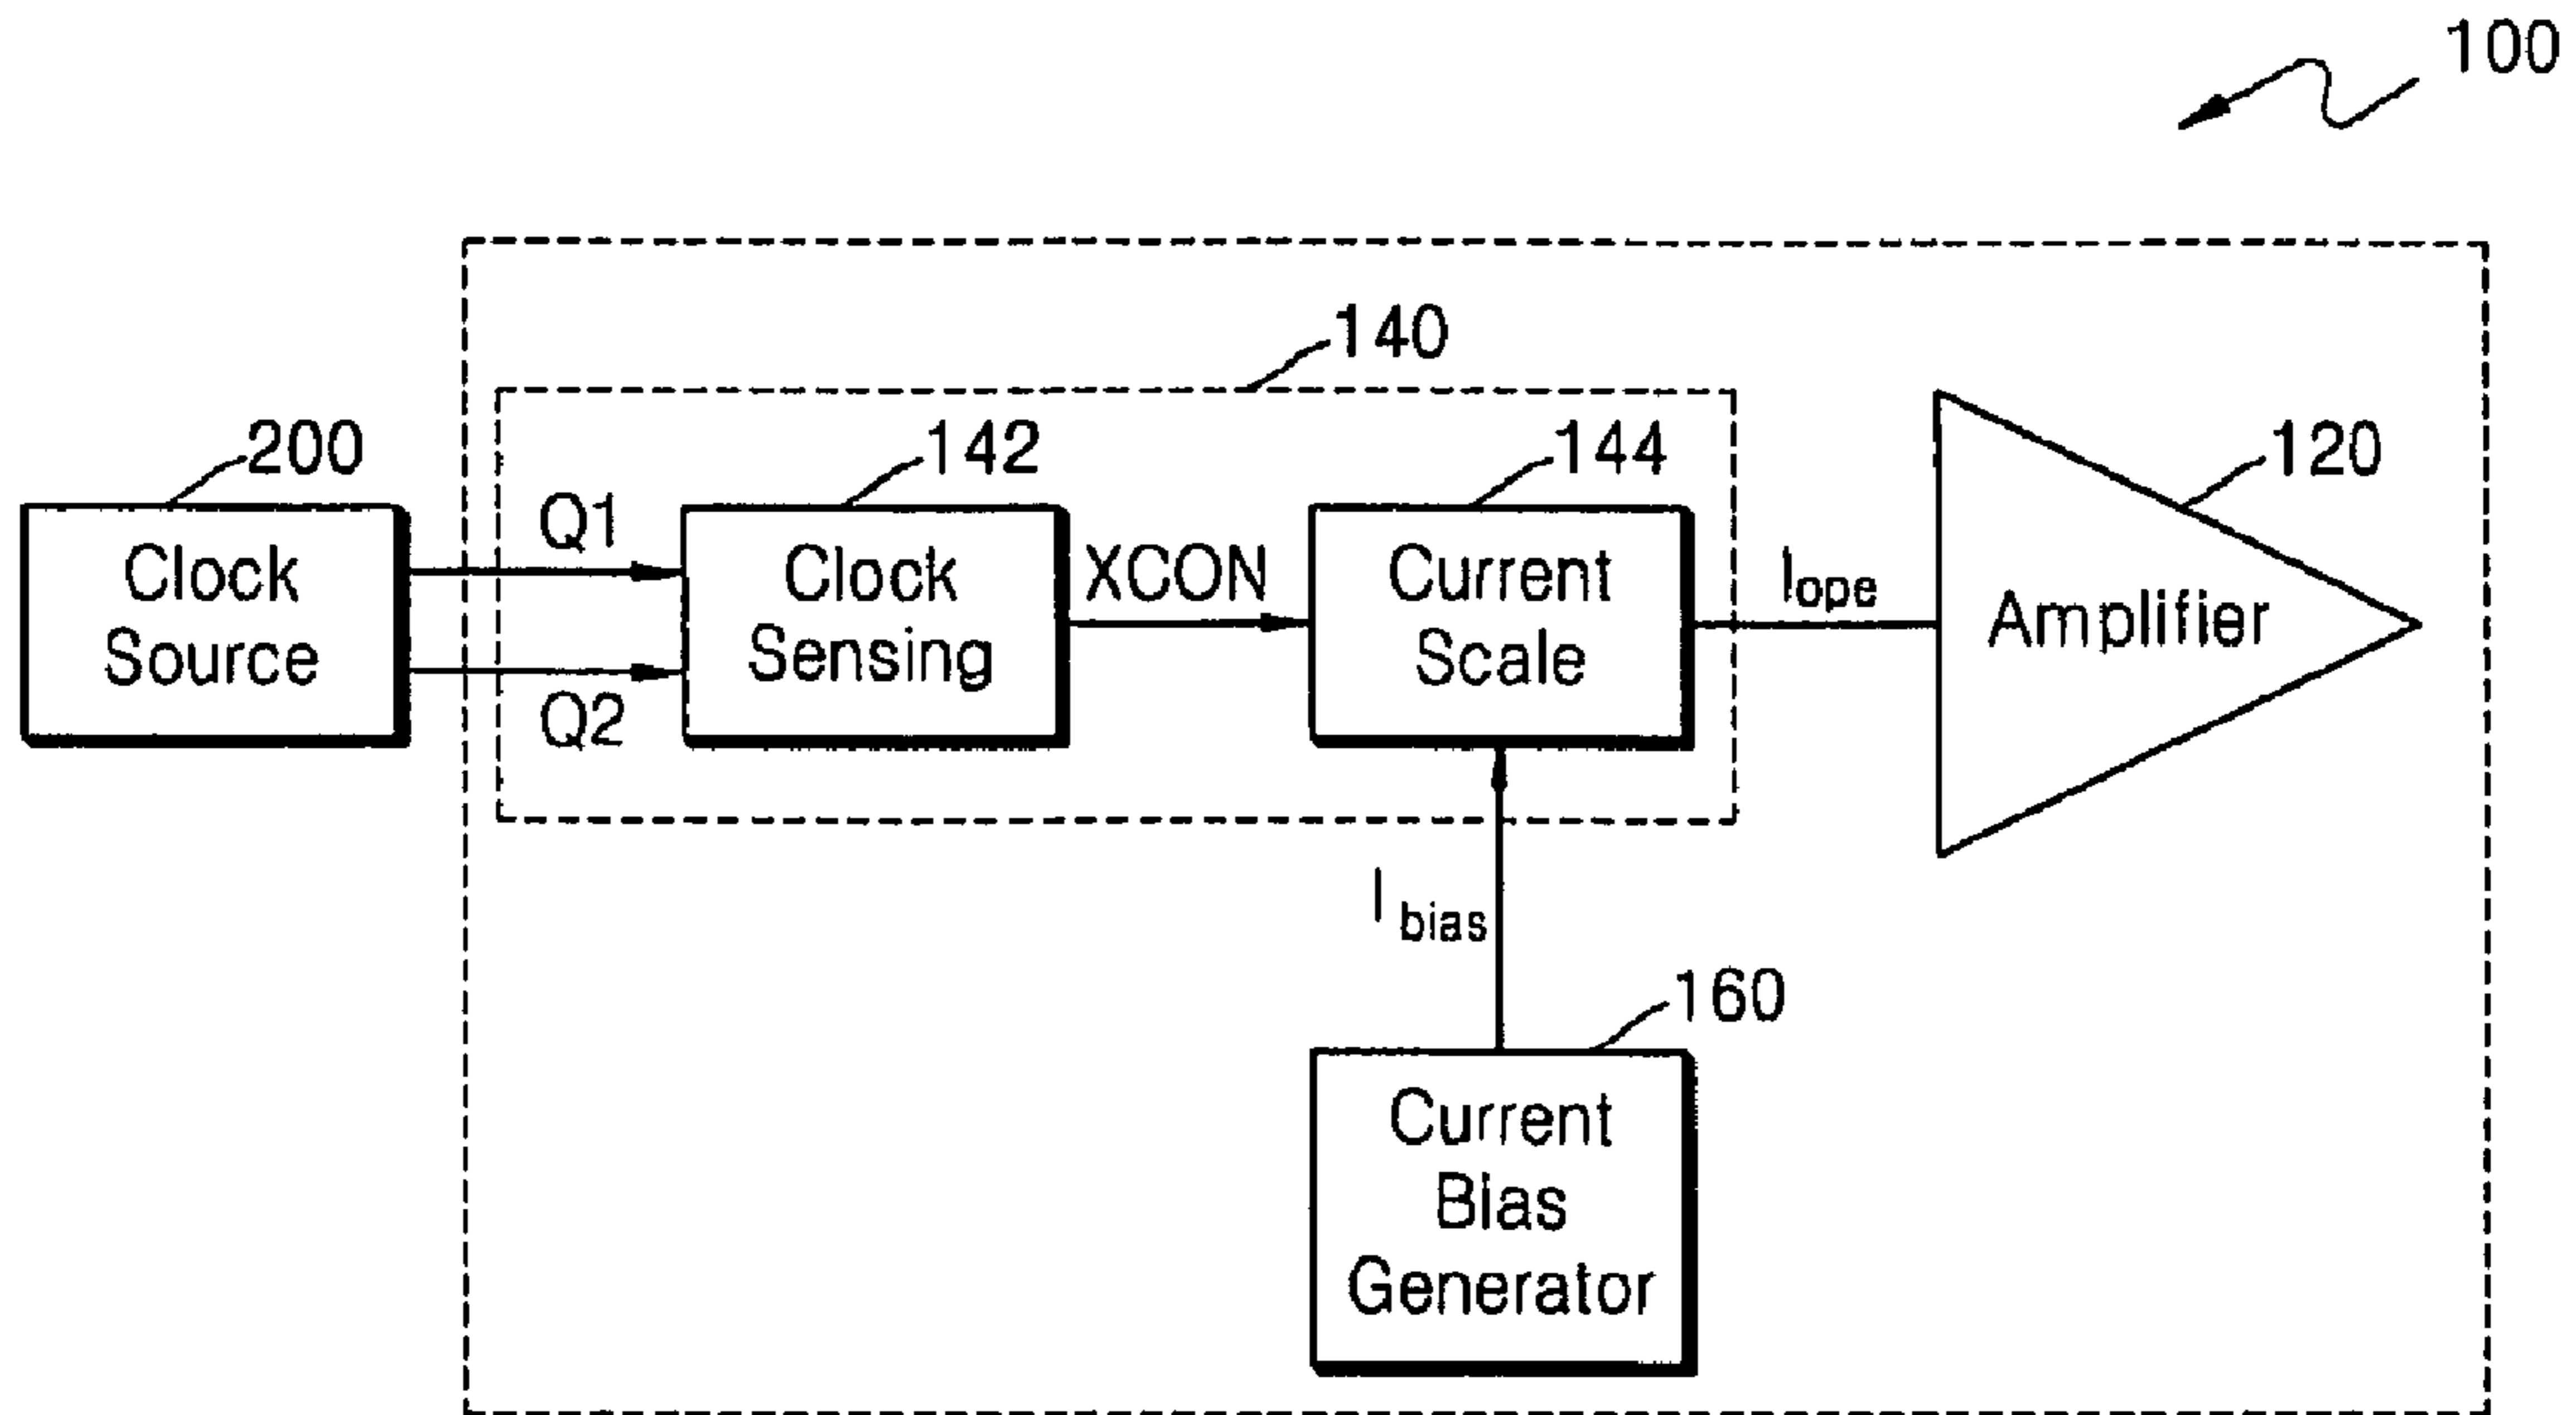 100
140
200
142
144
120
Clock
Source
Q1
Q2
Clock
Sensing
XCON
Current
Scale
Iope
Amplifier
Ibias
160
Current
Bias
Generator